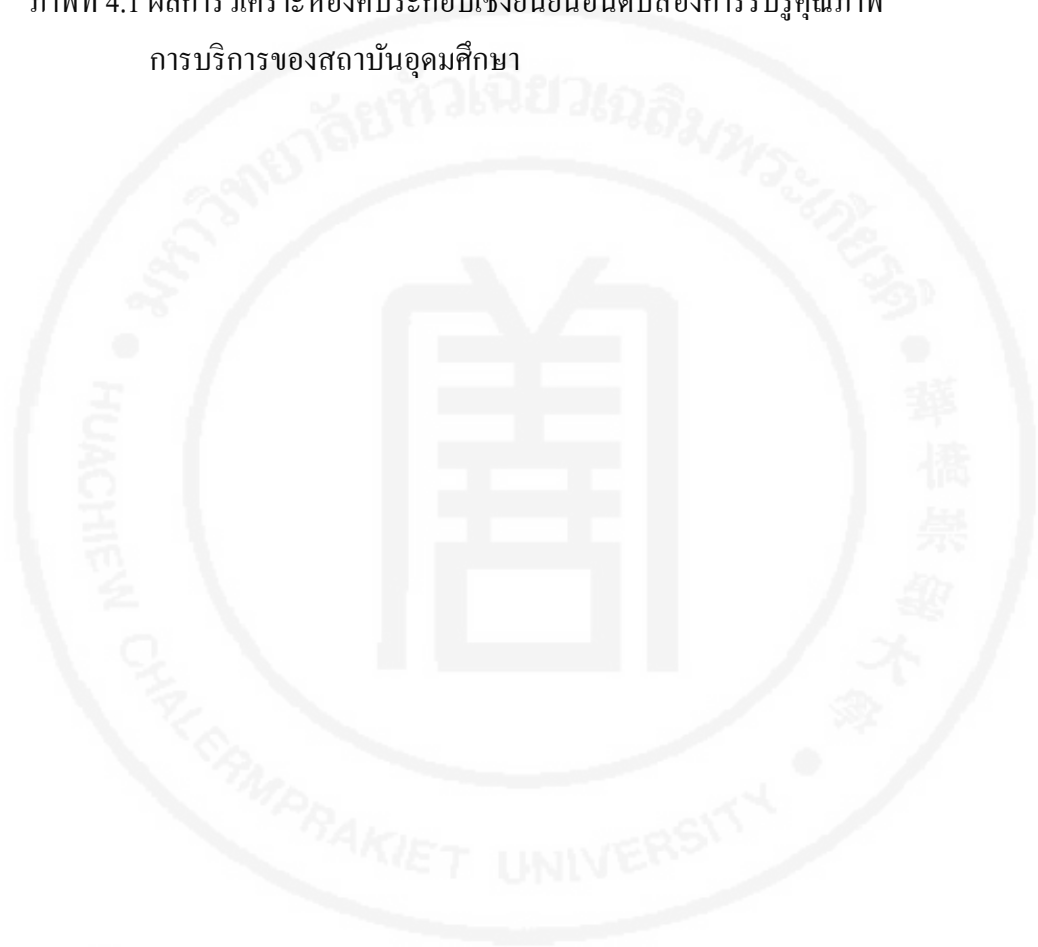 ภาพที่ 4.1 ผลการวิเคราะห์องค์ประกอบเชิงยืนยันอันดับสองการรับรู้คุณภาพ
การบริการของสถาบันอุดมศึกษา
มหาวิทยาลัยหัวเฉียวเฉลิมพระเกียรติ
華僑崇聖大學
HUACHIEW CHALERMPRAKIET UNIVERSITY